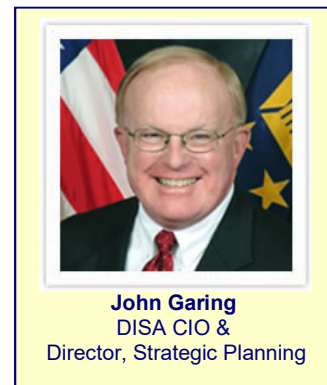 John Garing
DISA CIO &
Director, Strategic Planning